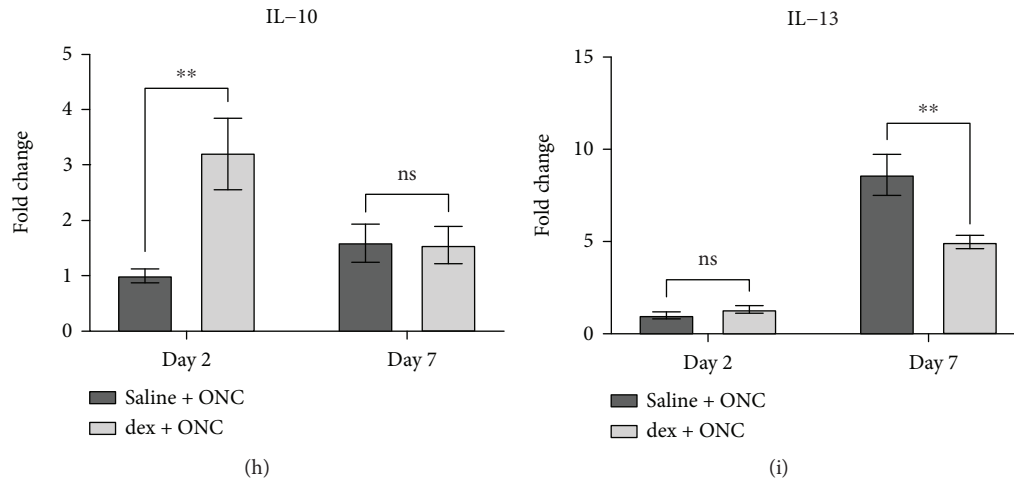 IL–10
Fold change
5
4
3
2
1
0
**
ns
Day 2
Day 7
Saline + ONC
dex + ONC
(h)
IL–13
Fold change
15
10
5
0
ns
**
Day 2
Day 7
Saline + ONC
dex + ONC
(i)